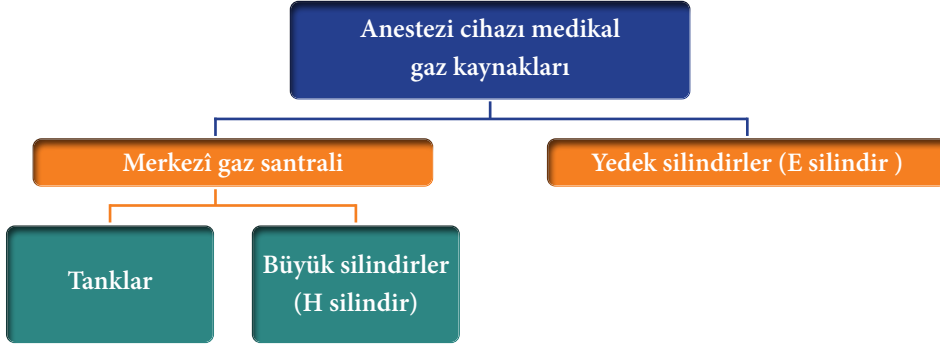 Anestezi cihazı medikal
gaz kaynakları
Merkezî gaz santrali
Yedek silindirler (E silindir )
Tanklar
Büyük silindirler
(H silindir)